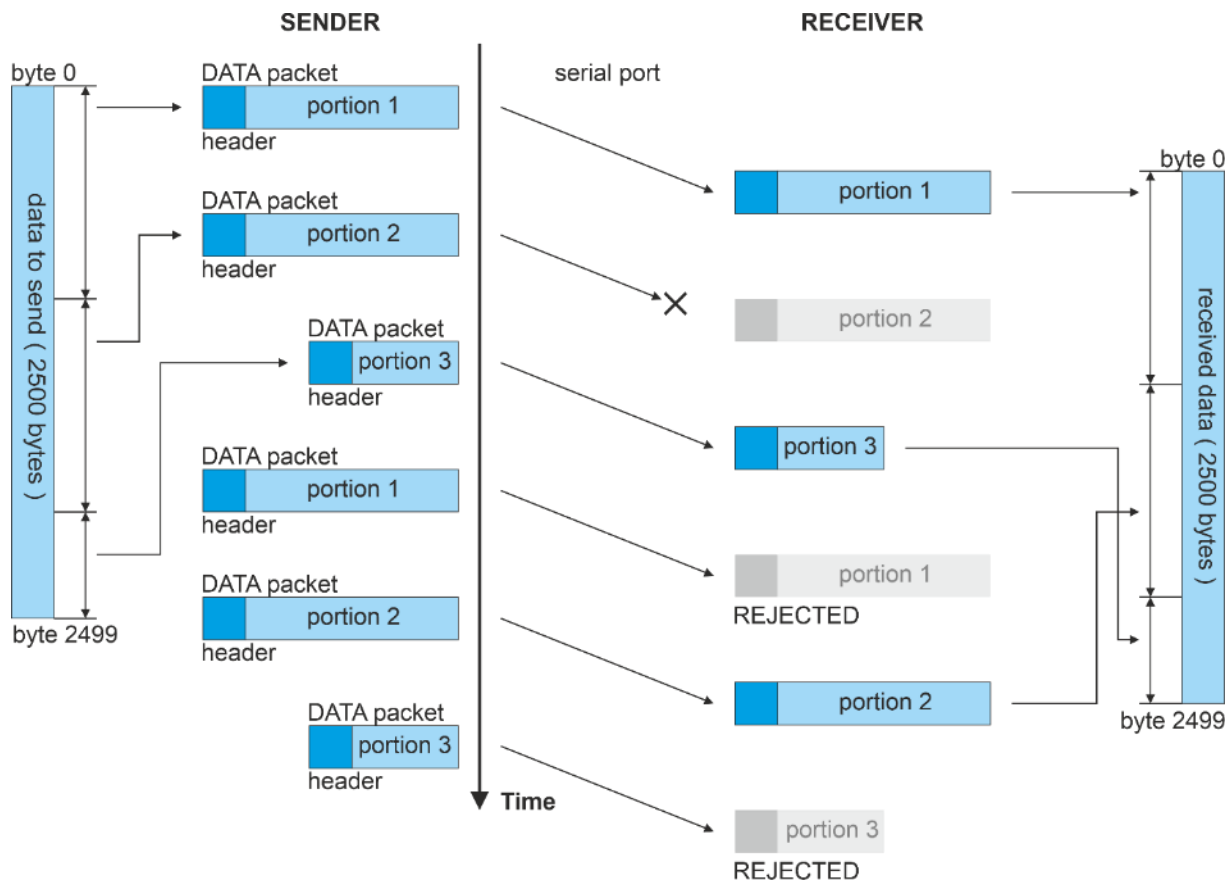 SENDER
RECEIVER
byte 0
DATA packet
serial port
portion 1
header
byte 0
portion 1
DATA packet
portion 2
header
data to send ( 2500 bytes )
received data ( 2500 bytes )
portion 2
DATA packet
portion 3
header
portion 3
DATA packet
portion 1
header
portion 1
REJECTED
DATA packet
portion 2
byte 2499
header
portion 2
byte 2499
DATA packet
portion 3
header
Time
portion 3
REJECTED